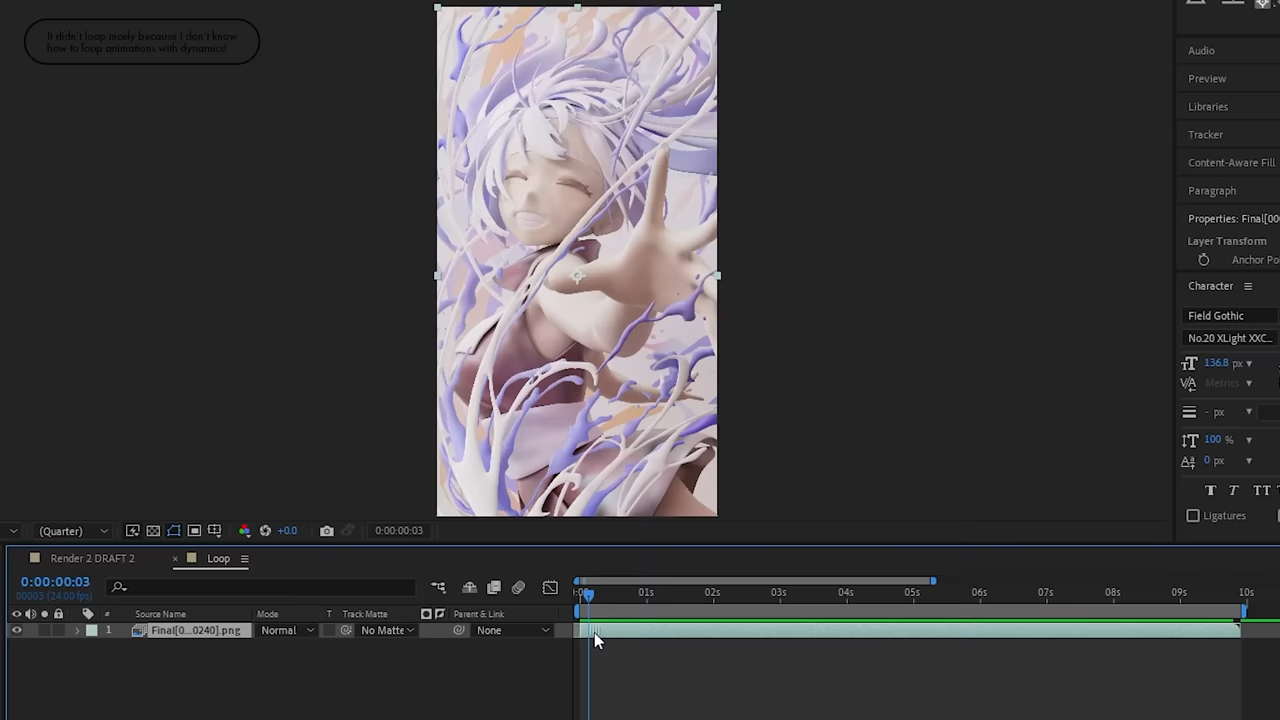 It didn't loop nicely because I don't know
how to loop animations with dynamics!
Audio
Preview
Libraries
Tracker
Content-Aware Fill
Paragraph
Properties: Final[00
Layer Transform
Anchor Po
Character
Field Gothic
No.20 XLight XXC...
136.8 px
Metrics
- px
100 %
0 px
T T TT
Ligatures
(Quarter) +0.0 0:00:00:03
Render 2 DRAFT 2 × Loop
0:00:00:03
00003 (24.00 fps)
:00s 01s 02s 03s 04s 05s 06s 07s 08s 09s 10s
# Source Name Mode T Track Matte Parent & Link
1 Final[0...0240].png Normal No Matte None